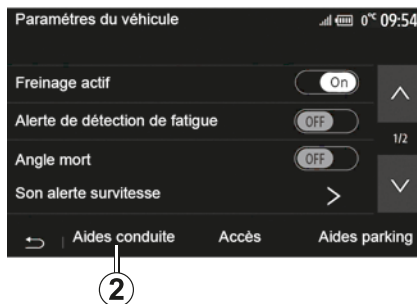 Paramétres du véhicule 0°C 09:54
Freinage actif On
Alerte de détection de fatigue OFF
1/2
Angle mort OFF
Son alerte survitesse
Aides conduite Accès Aides parking
2